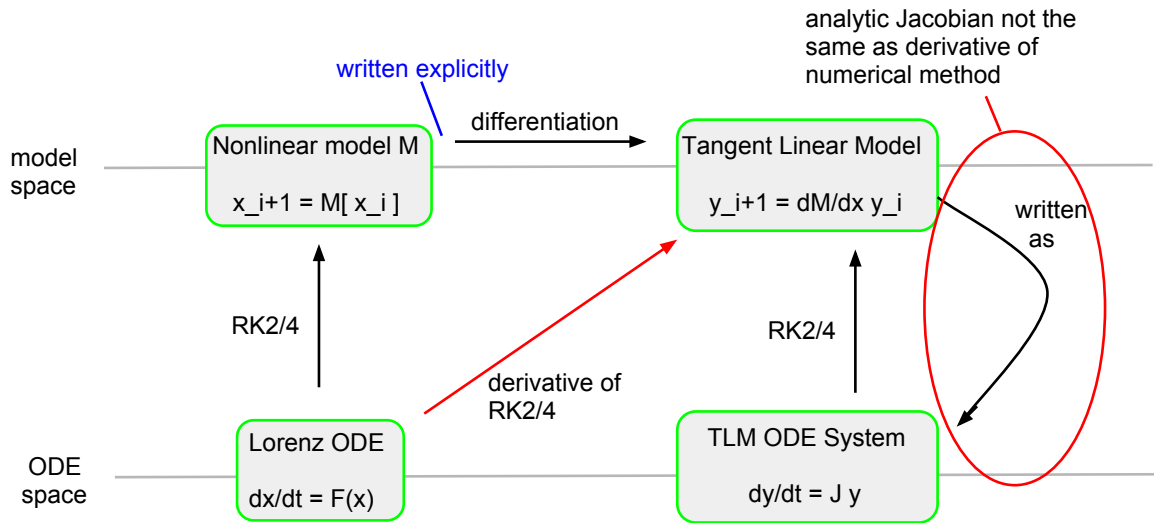 analytic Jacobian not the
same as derivative of
numerical method
written explicitly
differentiation
model
space
Nonlinear model M
x_i+1 = M[ x_i ]
Tangent Linear Model
y_i+1 = dM/dx y_i
written
as
RK2/4
RK2/4
derivative of
RK2/4
ODE
space
Lorenz ODE
dx/dt = F(x)
TLM ODE System
dy/dt = J y